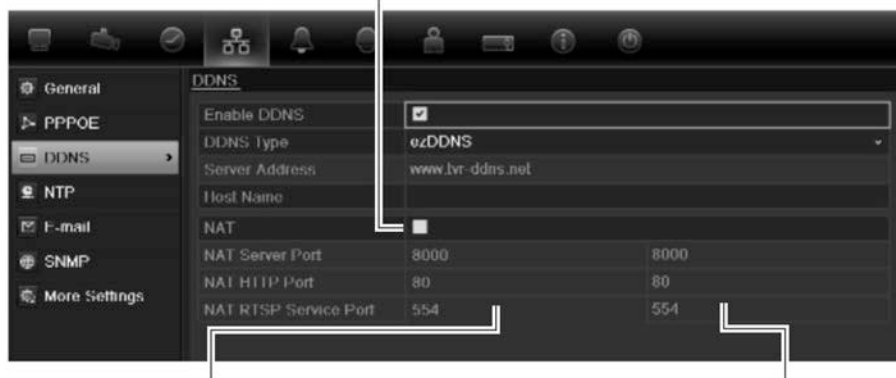 DDNS
General
PPPOE
DDNS
NTP
E-mail
SNMP
More Settings
Enable DDNS
DDNS Type ezDDNS
Server Address www.tvr-ddns.net
Host Name
NAT
NAT Server Port 8000 8000
NAT HTTP Port 80 80
NAT RTSP Service Port 554 554